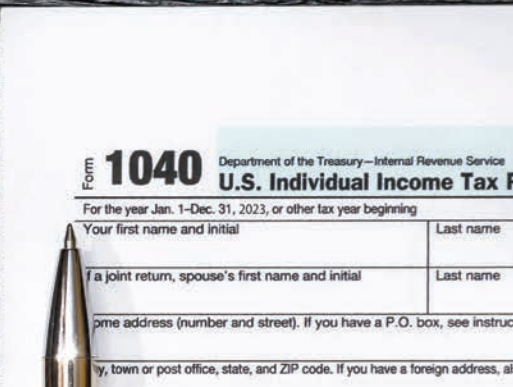 Form 1040
Department of the Treasury—Internal Revenue Service
U.S. Individual Income Tax
For the year Jan. 1–Dec. 31, 2023, or other tax year beginning
Your first name and initial Last name
f a joint return, spouse's first name and initial Last name
ome address (number and street). If you have a P.O. box, see instruc
y, town or post office, state, and ZIP code. If you have a foreign address, al